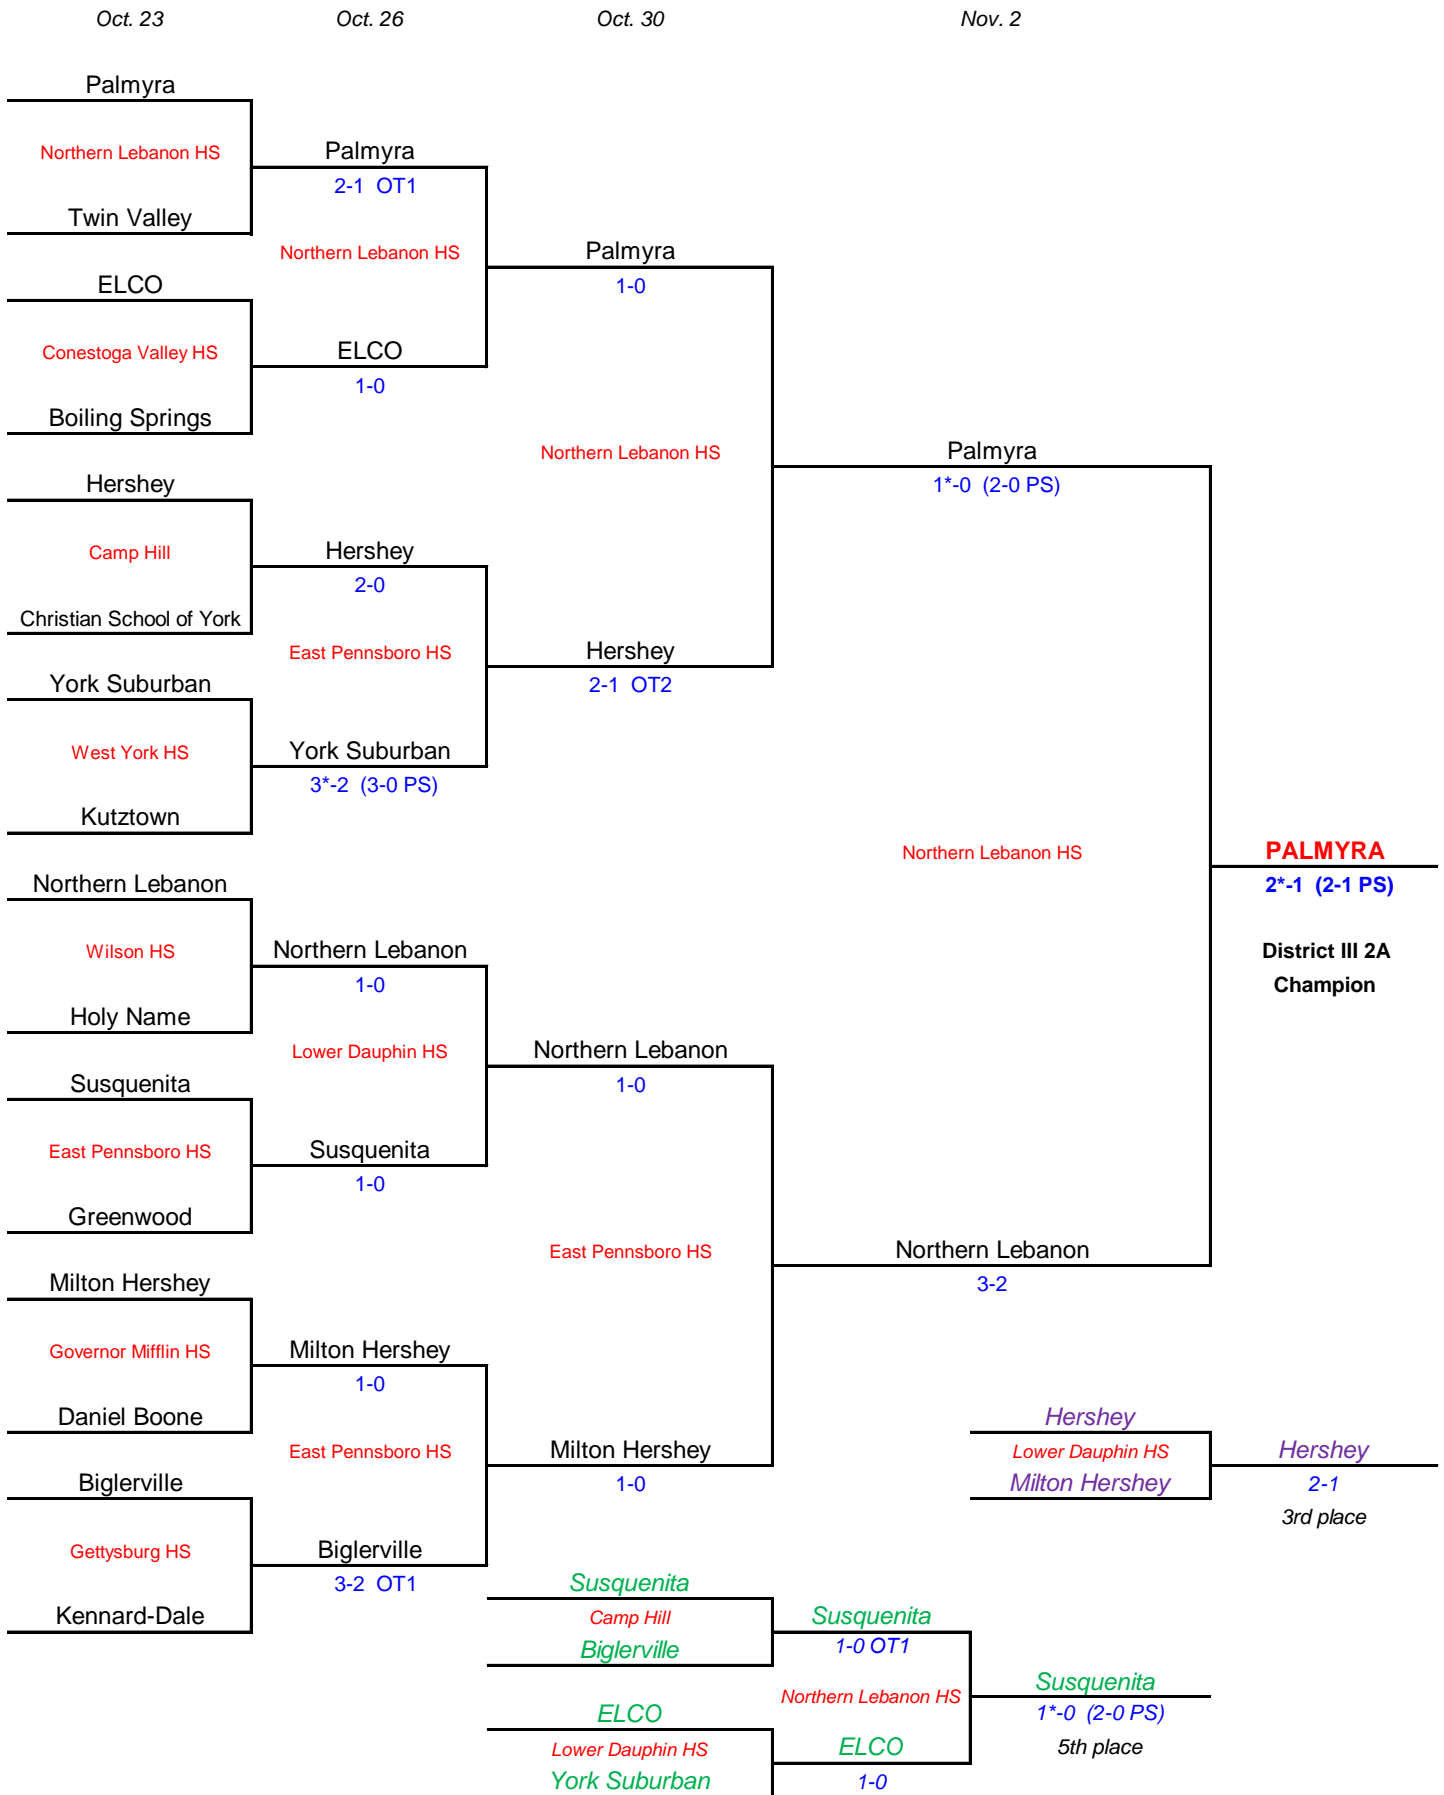 Oct. 23 Oct. 26 Oct. 30 Nov. 2
Palmyra
Northern Lebanon HS
Palmyra
2-1 OT1
Twin Valley
Northern Lebanon HS
Palmyra
1-0
ELCO
Conestoga Valley HS
ELCO
1-0
Boiling Springs
Northern Lebanon HS
Palmyra
1*-0 (2-0 PS)
Hershey
Camp Hill
Hershey
2-0
Christian School of York
East Pennsboro HS
Hershey
2-1 OT2
York Suburban
West York HS
York Suburban
3*-2 (3-0 PS)
Kutztown
Northern Lebanon HS
PALMYRA
2*-1 (2-1 PS)
District III 2A
Champion
Northern Lebanon
Wilson HS
Northern Lebanon
1-0
Holy Name
Lower Dauphin HS
Northern Lebanon
1-0
Susquenita
East Pennsboro HS
Susquenita
1-0
Greenwood
East Pennsboro HS
Northern Lebanon
3-2
Milton Hershey
Governor Mifflin HS
Milton Hershey
1-0
Daniel Boone
East Pennsboro HS
Milton Hershey
1-0
Biglerville
Gettysburg HS
Biglerville
3-2 OT1
Kennard-Dale
Hershey
Lower Dauphin HS
Milton Hershey
Hershey
2-1
3rd place
Susquenita
Camp Hill
Biglerville
Susquenita
1-0 OT1
Northern Lebanon HS
Susquenita
1*-0 (2-0 PS)
5th place
ELCO
Lower Dauphin HS
York Suburban
ELCO
1-0